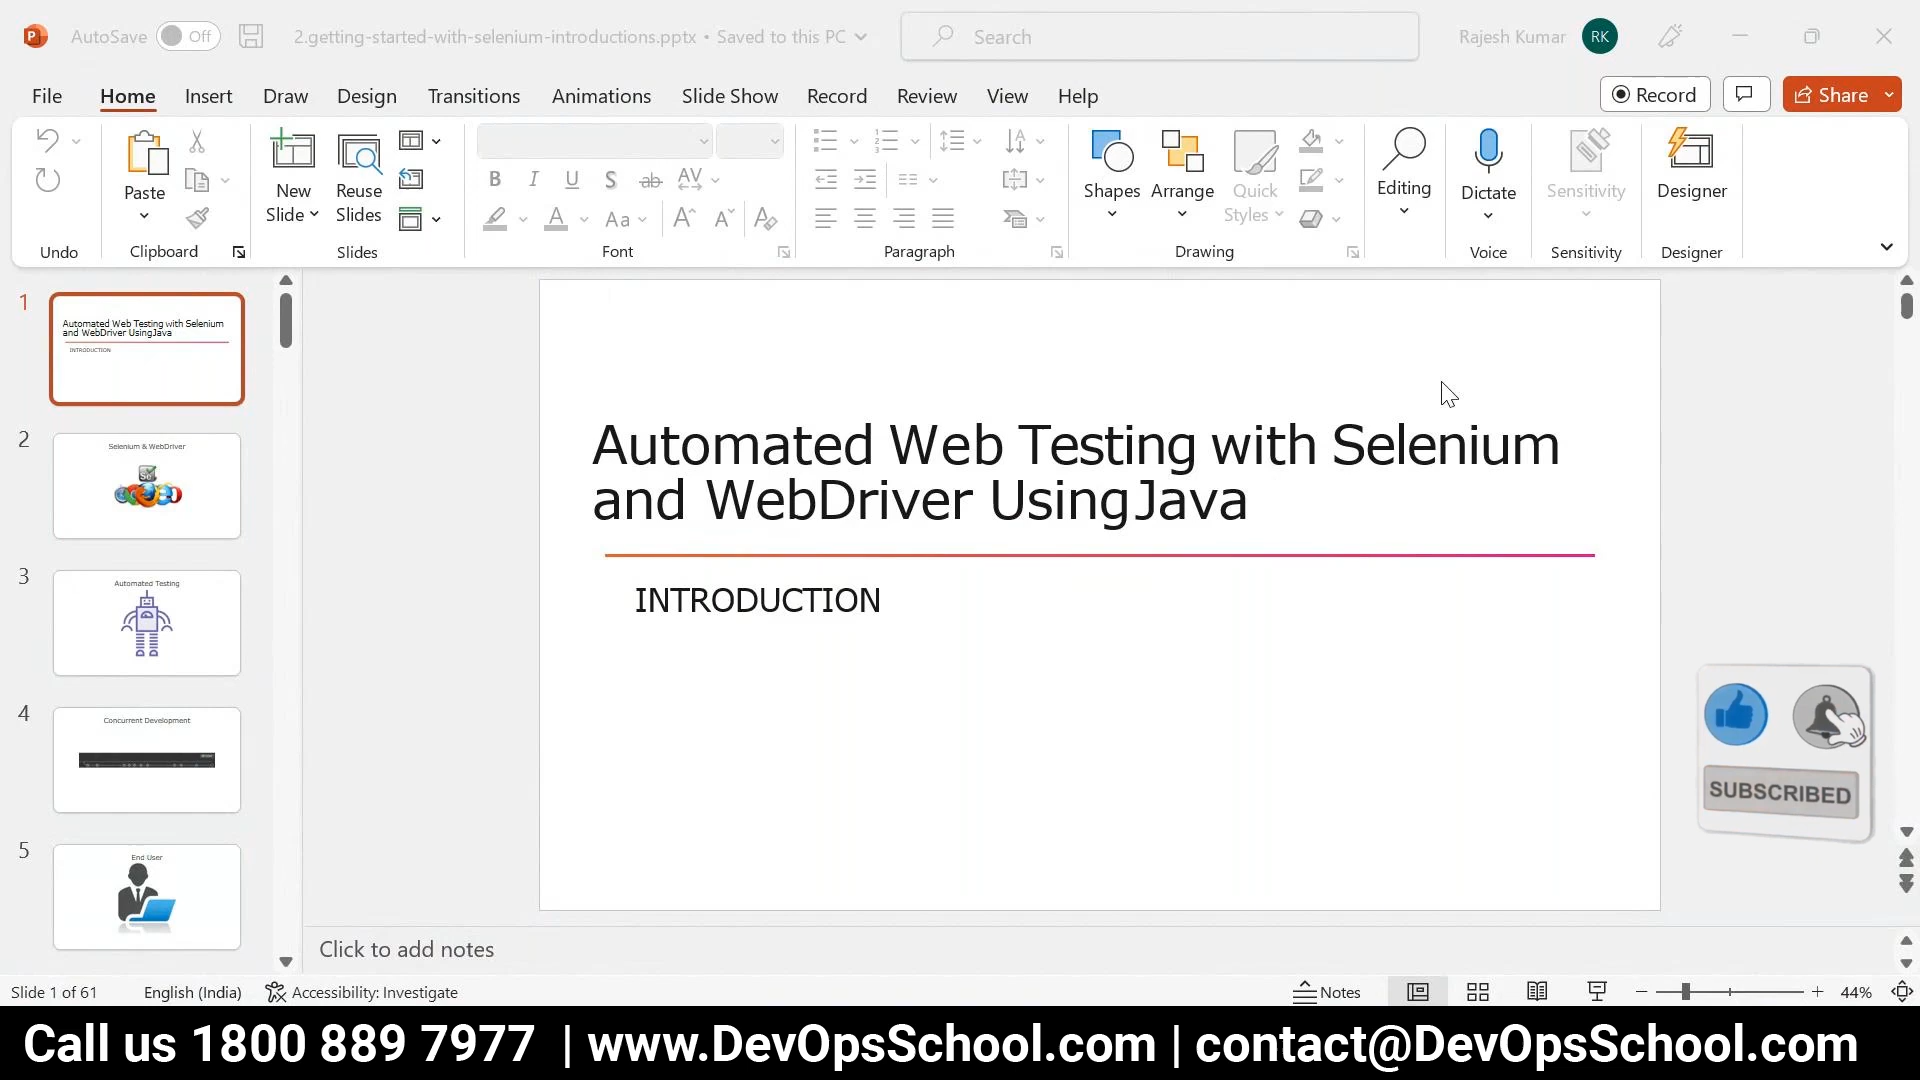 AutoSave Off 2.getting-started-with-selenium-introductions.pptx • Saved to this PC Search Rajesh Kumar RK
File Home Insert Draw Design Transitions Animations Slide Show Record Review View Help Record Share
Paste
New Slide
Reuse Slides
B I U S ab AV
A Aa A A A
Shapes Arrange Quick Styles Editing Dictate Sensitivity Designer
Undo Clipboard Slides Font Paragraph Drawing Voice Sensitivity Designer
1
Automated Web Testing with Selenium
and WebDriver UsingJava
INTRODUCTION
2
Selenium & WebDriver
Se
3
Automated Testing
4
Concurrent Development
5
End User
Automated Web Testing with Selenium
and WebDriver UsingJava
INTRODUCTION
SUBSCRIBED
Click to add notes
Slide 1 of 61 English (India) Accessibility: Investigate Notes 44%
Call us 1800 889 7977 | www.DevOpsSchool.com | contact@DevOpsSchool.com